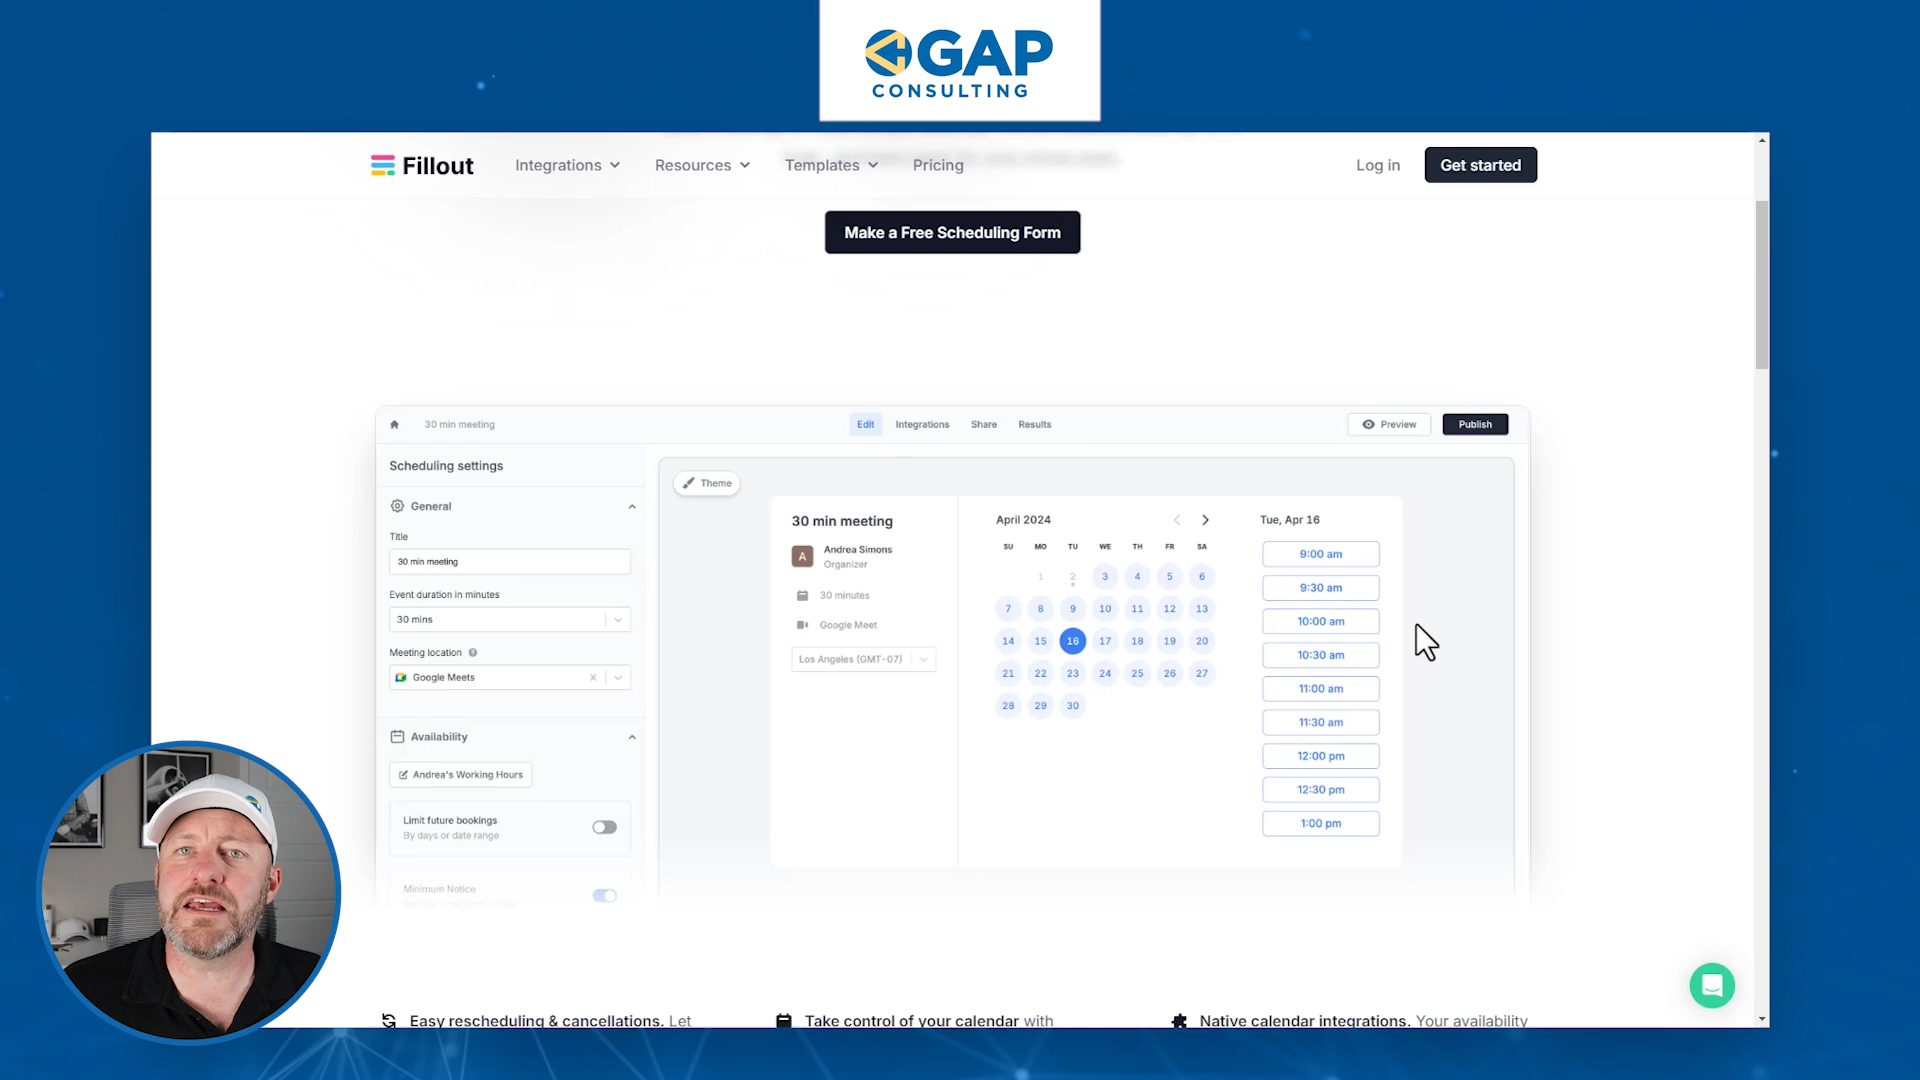 GAP
CONSULTING
Fillout
Integrations
Resources
Templates
Pricing
Log in
Get started
Make a Free Scheduling Form
30 min meeting
Edit
Integrations
Share
Results
Preview
Publish
Scheduling settings
General
Title
30 min meeting
Event duration in minutes
30 mins
Meeting location
Google Meets
Availability
Andrea's Working Hours
Limit future bookings
By days or date range
Minimum Notice
Theme
30 min meeting
A
Andrea Simons
Organizer
30 minutes
Google Meet
Los Angeles (GMT-07)
April 2024
SU MO TU WE TH FR SA
1 2 3 4 5 6
7 8 9 10 11 12 13
14 15 16 17 18 19 20
21 22 23 24 25 26 27
28 29 30
Tue, Apr 16
9:00 am
9:30 am
10:00 am
10:30 am
11:00 am
11:30 am
12:00 pm
12:30 pm
1:00 pm
Easy rescheduling & cancellations. Let
Take control of your calendar with
Native calendar integrations. Your availability